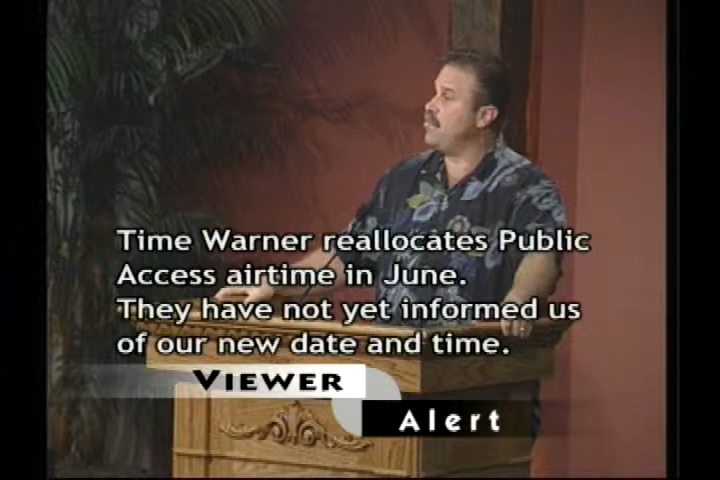 Time Warner reallocates Public
Access airtime in June.
They have not yet informed us
of our new date and time.
VIEWER
Alert